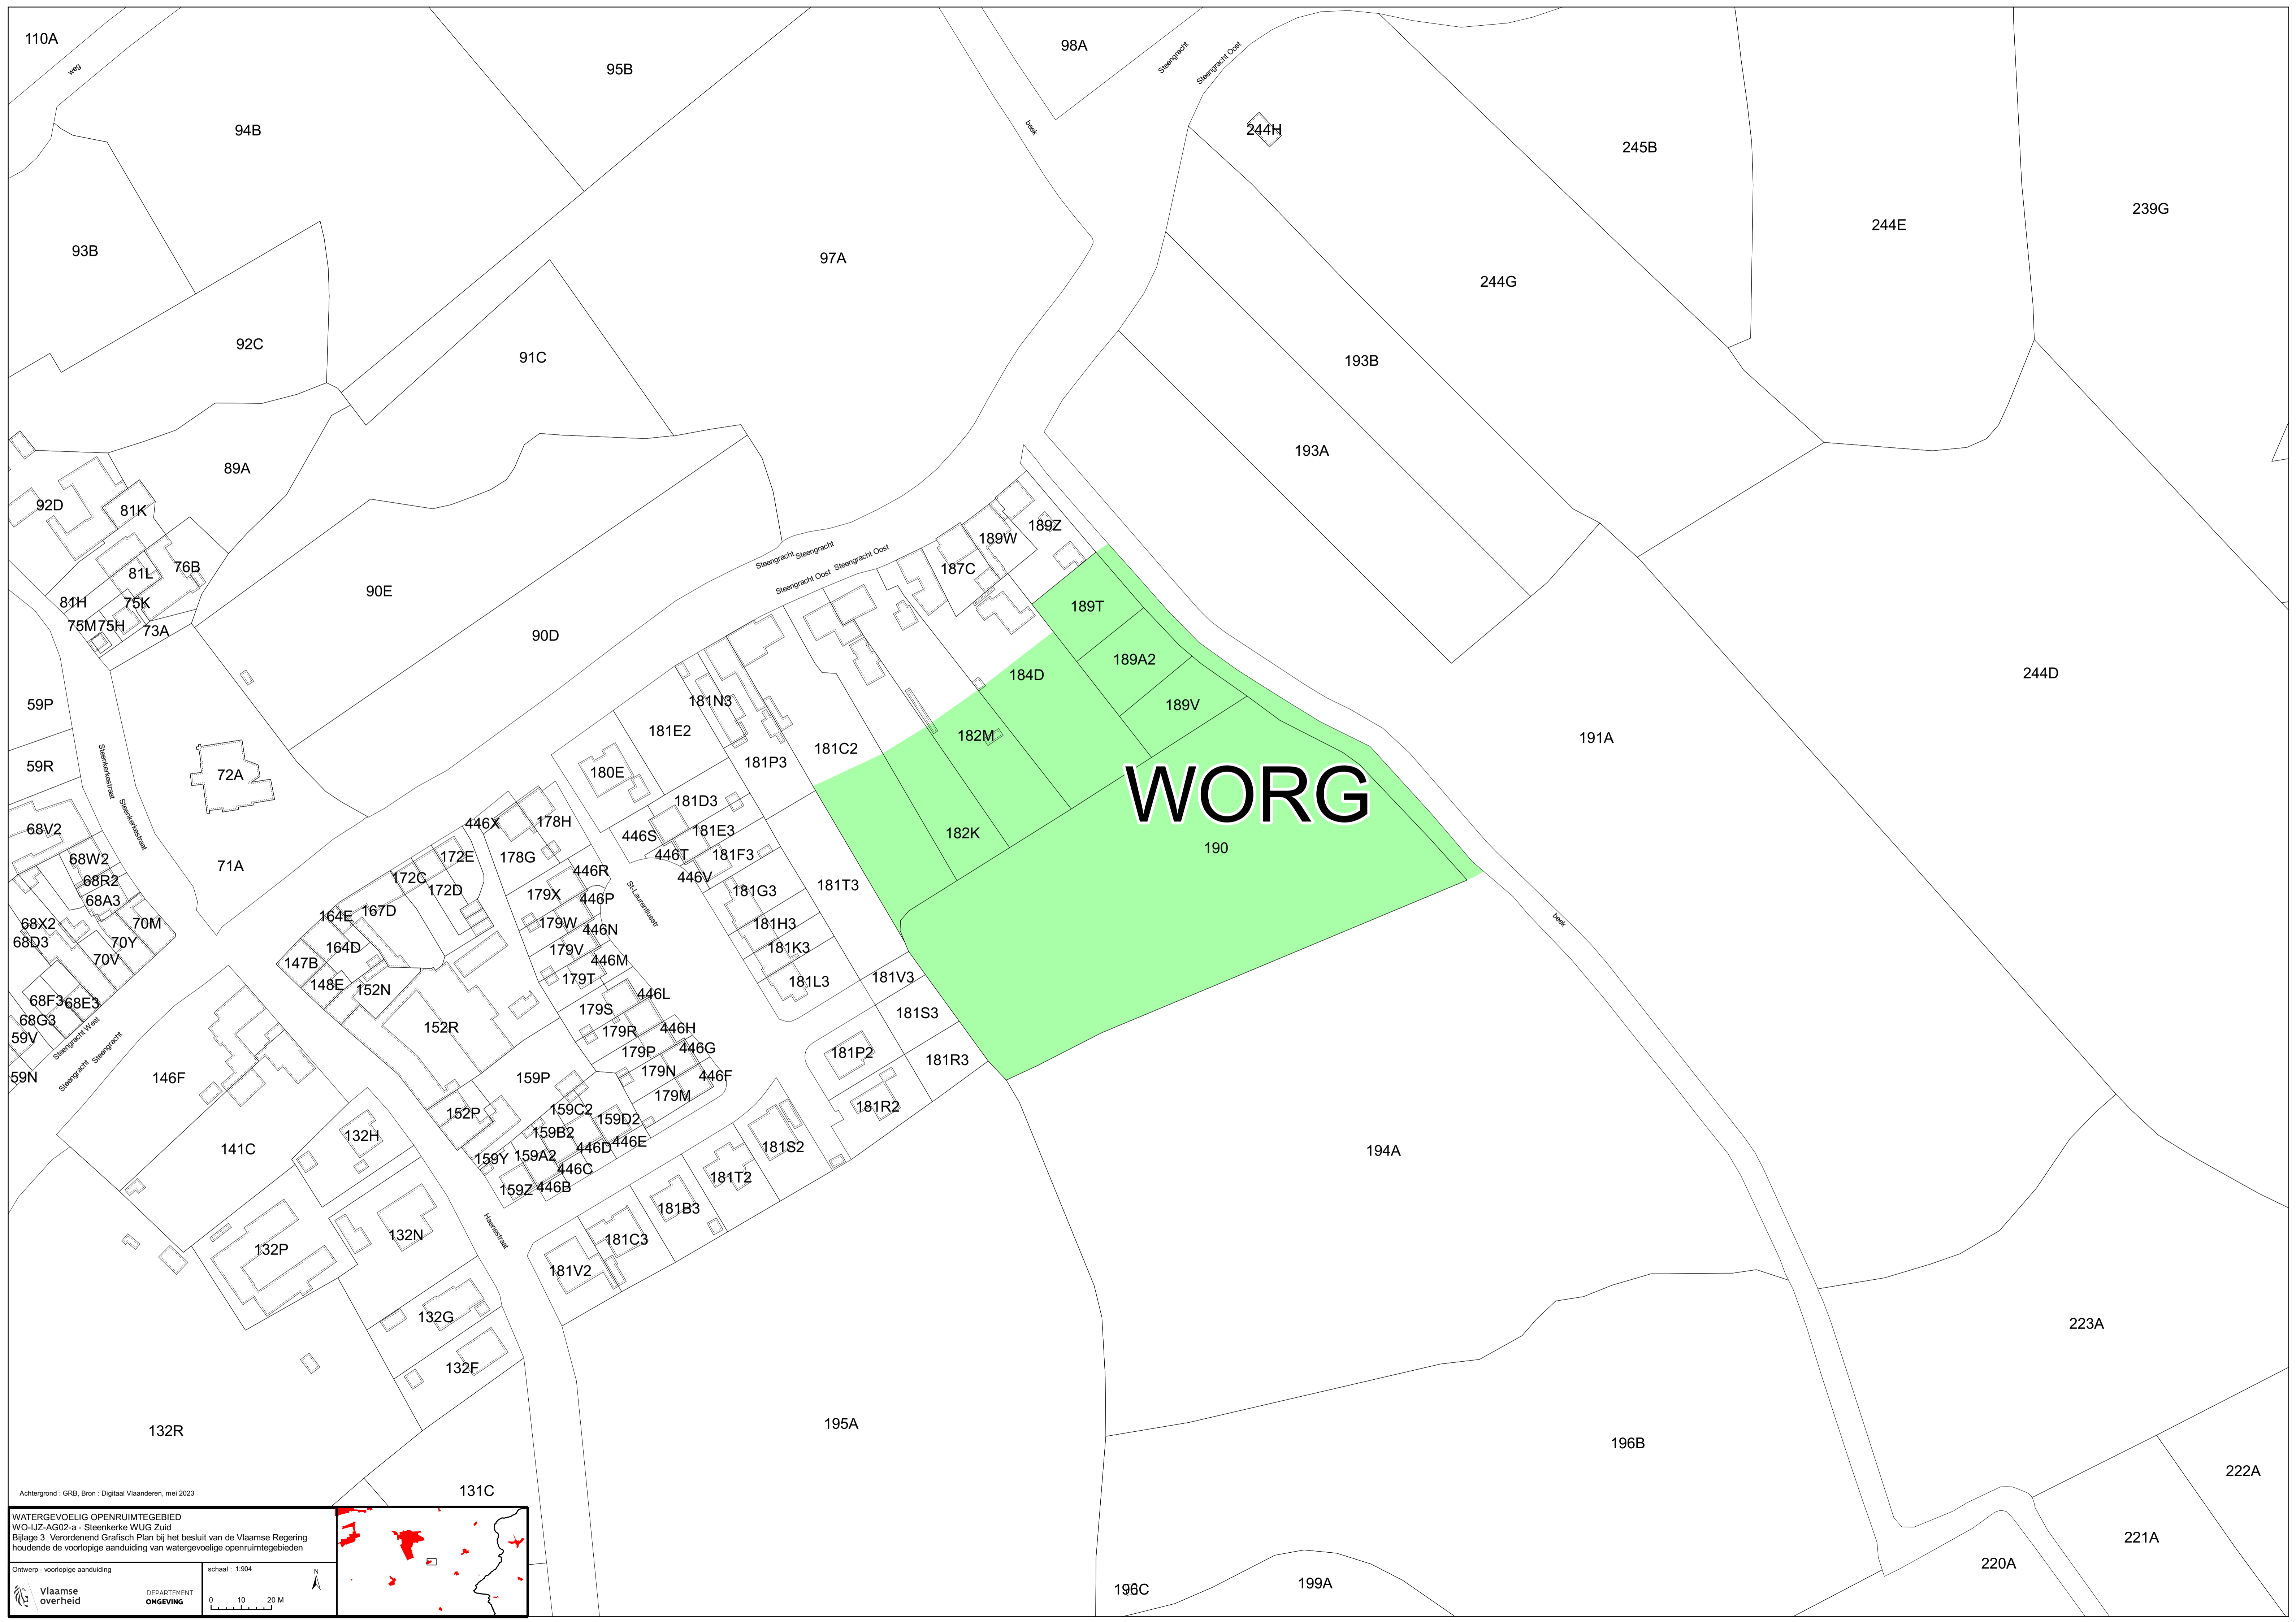 110A
weg
95B
98A
Steengracht
Steengracht Oost
94B
beek
244H
245B
239G
244E
93B
97A
244G
92C
91C
193B
193A
89A
92D
81K
189Z
189W
76B
187C
81L
90E
81H
75K
75M
75H
73A
Steengracht
Steengracht
Steengracht Oost
Steengracht Oost
90D
189T
189A2
184D
244D
59P
181N3
189V
181E2
182M
191A
181C2
181P3
59R
72A
180E
Steenkerkestraat
Steenkerkestraat
WORG
181D3
446X
178H
68V2
446S
181E3
182K
190
68W2
172E
178G
446T
181F3
71A
172C
446R
446V
68R2
172D
179X
446P
181G3
181T3
St-Laurentiusstr
68A3
167D
164E
68X2
70M
179W
446N
181H3
beek
68D3
70Y
164D
179V
181K3
70V
147B
446M
148E
152N
179T
181L3
181V3
68F3
68E3
446L
179S
181S3
68G3
152R
179R
446H
59V
Steengracht West
Steengracht
Steengracht
179P
446G
181P2
181R3
59N
146F
159P
179N
446F
179M
181R2
152P
159C2
159D2
132H
159B2
446E
141C
446D
181S2
194A
159Y
159A2
446C
181T2
159Z
446B
181B3
Haenestraat
132N
181C3
132P
181V2
132G
223A
132F
132R
195A
196B
222A
131C
221A
220A
196C
199A
Achtergrond : GRB, Bron : Digitaal Vlaanderen, mei 2023
WATERGEVOELIG OPENRUIMTEGEBIED
WO-IJZ-AG02-a - Steenkerke WUG Zuid
Bijlage 3 Verordenend Grafisch Plan bij het besluit van de Vlaamse Regering
houdende de voorlopige aanduiding van watergevoelige openruimtegebieden
Ontwerp - voorlopige aanduiding
schaal : 1:904
N
Vlaamse
overheid
DEPARTEMENT
OMGEVING
0 10 20 M